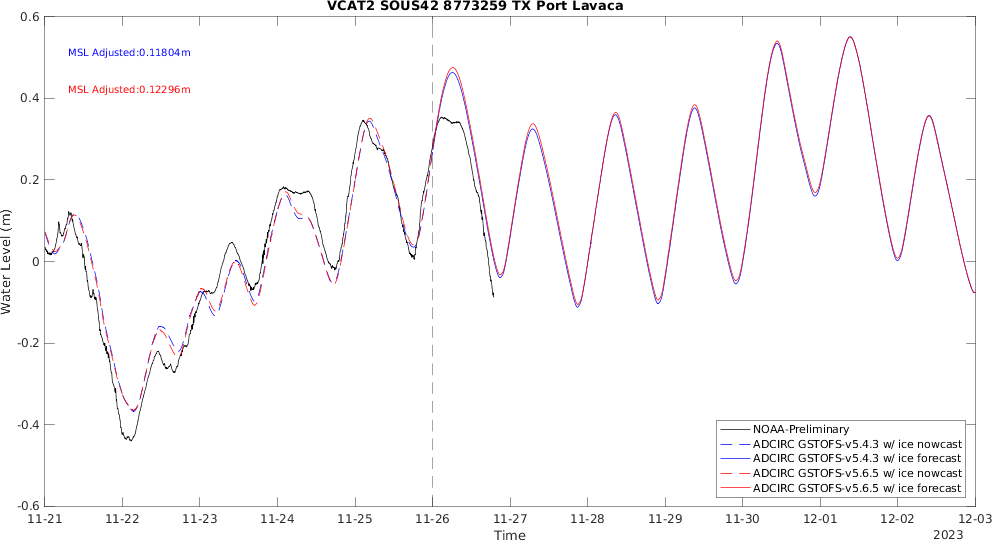 VCAT2 SOUS42 8773259 TX Port Lavaca
MSL Adjusted:0.11804m
MSL Adjusted:0.12296m
Water Level (m)
0.6
0.4
0.2
0
-0.2
-0.4
-0.6
NOAA-Preliminary
ADCIRC GSTOFS-v5.4.3 w/ ice nowcast
ADCIRC GSTOFS-v5.4.3 w/ ice forecast
ADCIRC GSTOFS-v5.6.5 w/ ice nowcast
ADCIRC GSTOFS-v5.6.5 w/ ice forecast
11-21 11-22 11-23 11-24 11-25 11-26 11-27 11-28 11-29 11-30 12-01 12-02 12-03
Time
2023